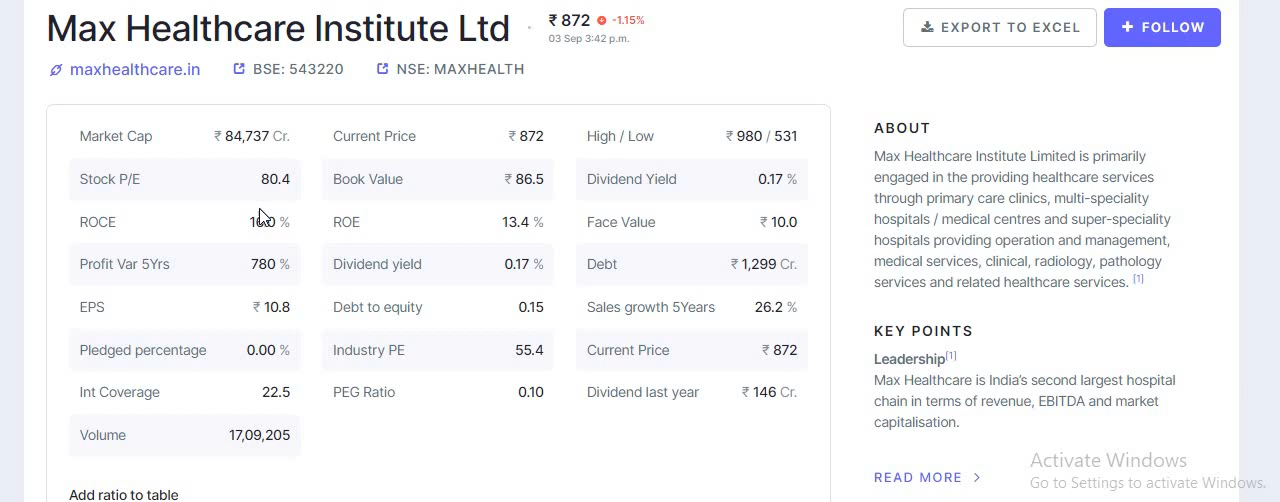 Max Healthcare Institute Ltd · ₹ 872 -1.15%
03 Sep 3:42 p.m.
EXPORT TO EXCEL
FOLLOW
maxhealthcare.in BSE: 543220 NSE: MAXHEALTH
Market Cap ₹ 84,737 Cr. Current Price ₹ 872 High / Low ₹ 980 / 531
Stock P/E 80.4 Book Value ₹ 86.5 Dividend Yield 0.17 %
ROCE % ROE 13.4 % Face Value ₹ 10.0
Profit Var 5Yrs 780 % Dividend yield 0.17 % Debt ₹ 1,299 Cr.
EPS ₹ 10.8 Debt to equity 0.15 Sales growth 5Years 26.2 %
Pledged percentage 0.00 % Industry PE 55.4 Current Price ₹ 872
Int Coverage 22.5 PEG Ratio 0.10 Dividend last year ₹ 146 Cr.
Volume 17,09,205
Add ratio to table
ABOUT
Max Healthcare Institute Limited is primarily
engaged in the providing healthcare services
through primary care clinics, multi-speciality
hospitals / medical centres and super-speciality
hospitals providing operation and management,
medical services, clinical, radiology, pathology
services and related healthcare services. [1]
KEY POINTS
Leadership[1]
Max Healthcare is India's second largest hospital
chain in terms of revenue, EBITDA and market
capitalisation.
READ MORE
Activate Windows
Go to Settings to activate Windows.